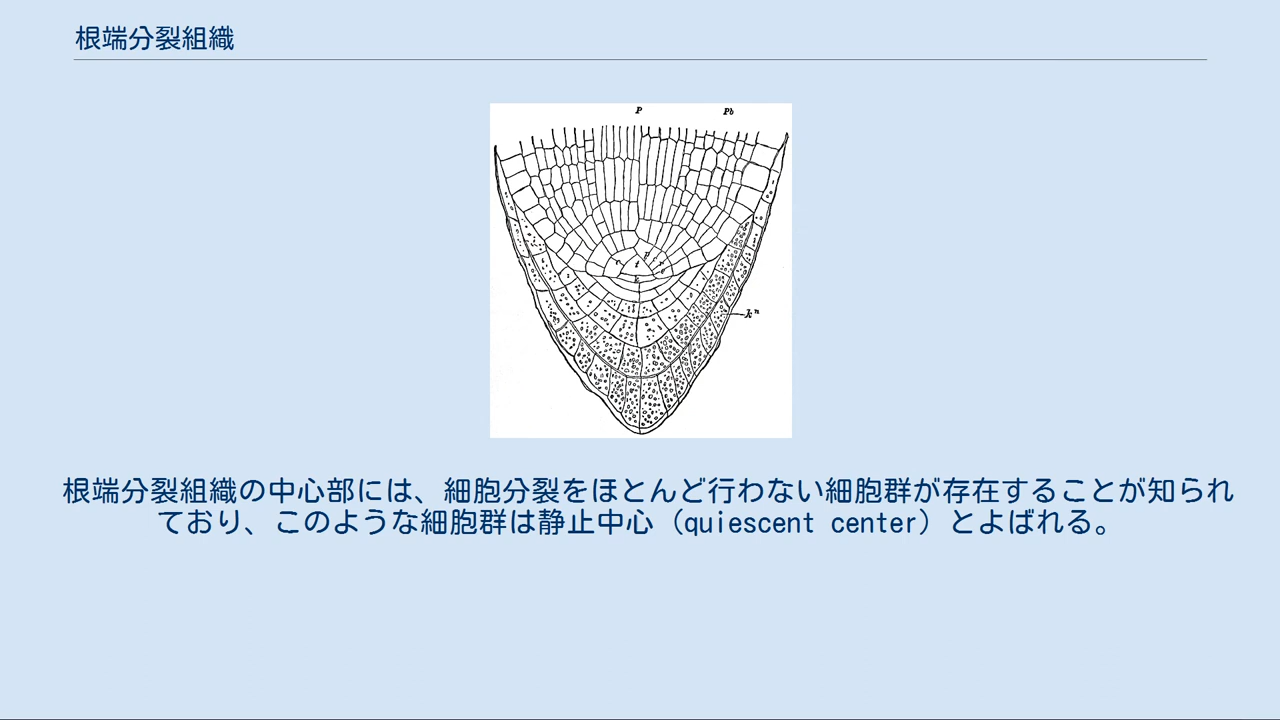 根端分裂組織
P Pb
t
k
kⁿ
根端分裂組織の中心部には、細胞分裂をほとんど行わない細胞群が存在することが知られ
ており、このような細胞群は静止中心（quiescent center）とよばれる。